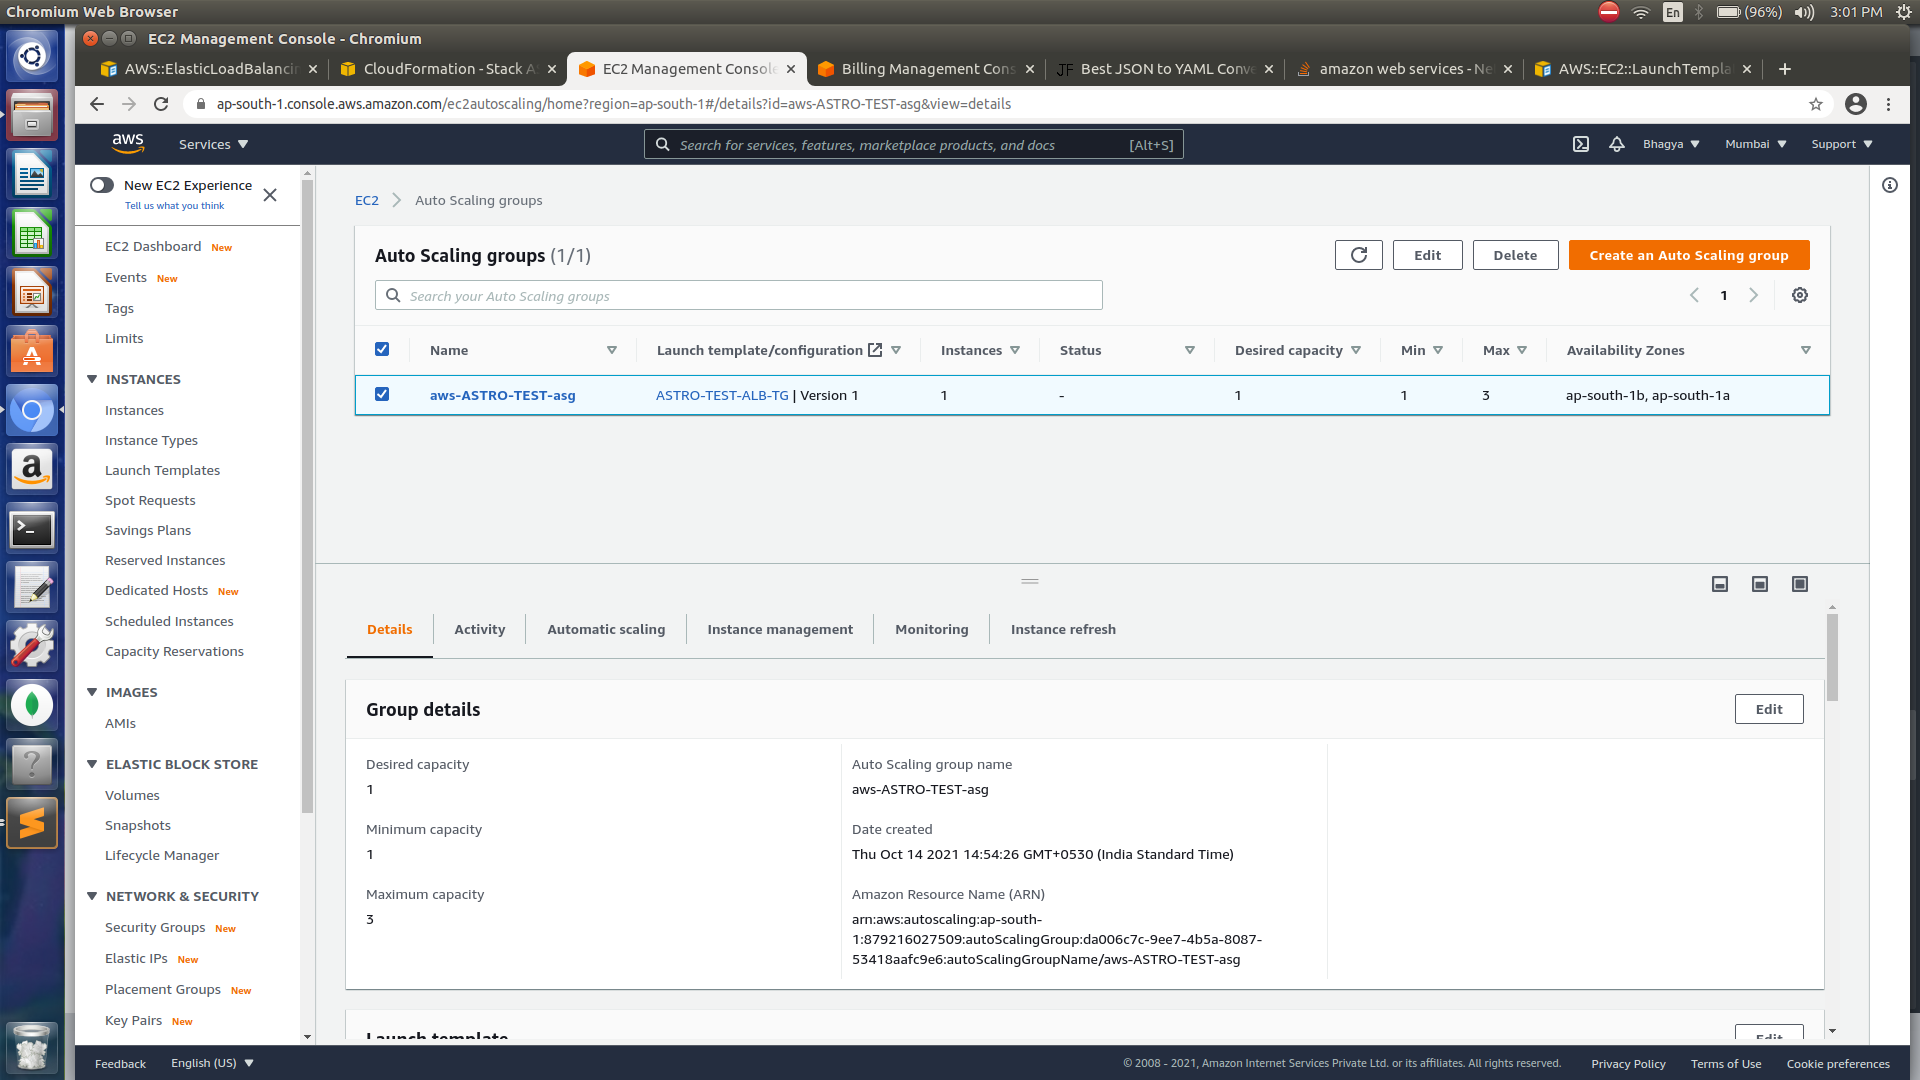 Chromium Web Browser
En
(96%)
3:01 PM
EC2 Management Console - Chromium
AWS::ElasticLoadBalancin
CloudFormation - Stack A
EC2 Management Console
Billing Management Cons
JF Best JSON to YAML Conve
amazon web services - Ne
AWS::EC2::LaunchTempla
ap-south-1.console.aws.amazon.com/ec2autoscaling/home?region=ap-south-1#/details?id=aws-ASTRO-TEST-asg&view=details
aws
Services
Search for services, features, marketplace products, and docs
[Alt+S]
Bhagya
Mumbai
Support
New EC2 Experience
Tell us what you think
EC2 Dashboard New
Events New
Tags
Limits
INSTANCES
Instances
Instance Types
Launch Templates
Spot Requests
Savings Plans
Reserved Instances
Dedicated Hosts New
Scheduled Instances
Capacity Reservations
IMAGES
AMIs
ELASTIC BLOCK STORE
Volumes
Snapshots
Lifecycle Manager
NETWORK & SECURITY
Security Groups New
Elastic IPs New
Placement Groups New
Key Pairs New
EC2 > Auto Scaling groups
Auto Scaling groups (1/1)
Edit
Delete
Create an Auto Scaling group
Search your Auto Scaling groups
1
Name
Launch template/configuration
Instances
Status
Desired capacity
Min
Max
Availability Zones
aws-ASTRO-TEST-asg
ASTRO-TEST-ALB-TG | Version 1
1
-
1
1
3
ap-south-1b, ap-south-1a
Details
Activity
Automatic scaling
Instance management
Monitoring
Instance refresh
Group details
Edit
Desired capacity
1
Minimum capacity
1
Maximum capacity
3
Auto Scaling group name
aws-ASTRO-TEST-asg
Date created
Thu Oct 14 2021 14:54:26 GMT+0530 (India Standard Time)
Amazon Resource Name (ARN)
arn:aws:autoscaling:ap-south-
1:879216027509:autoScalingGroup:da006c7c-9ee7-4b5a-8087-
53418aafc9e6:autoScalingGroupName/aws-ASTRO-TEST-asg
Launch template
Edit
Feedback
English (US)
© 2008 - 2021, Amazon Internet Services Private Ltd. or its affiliates. All rights reserved.
Privacy Policy
Terms of Use
Cookie preferences